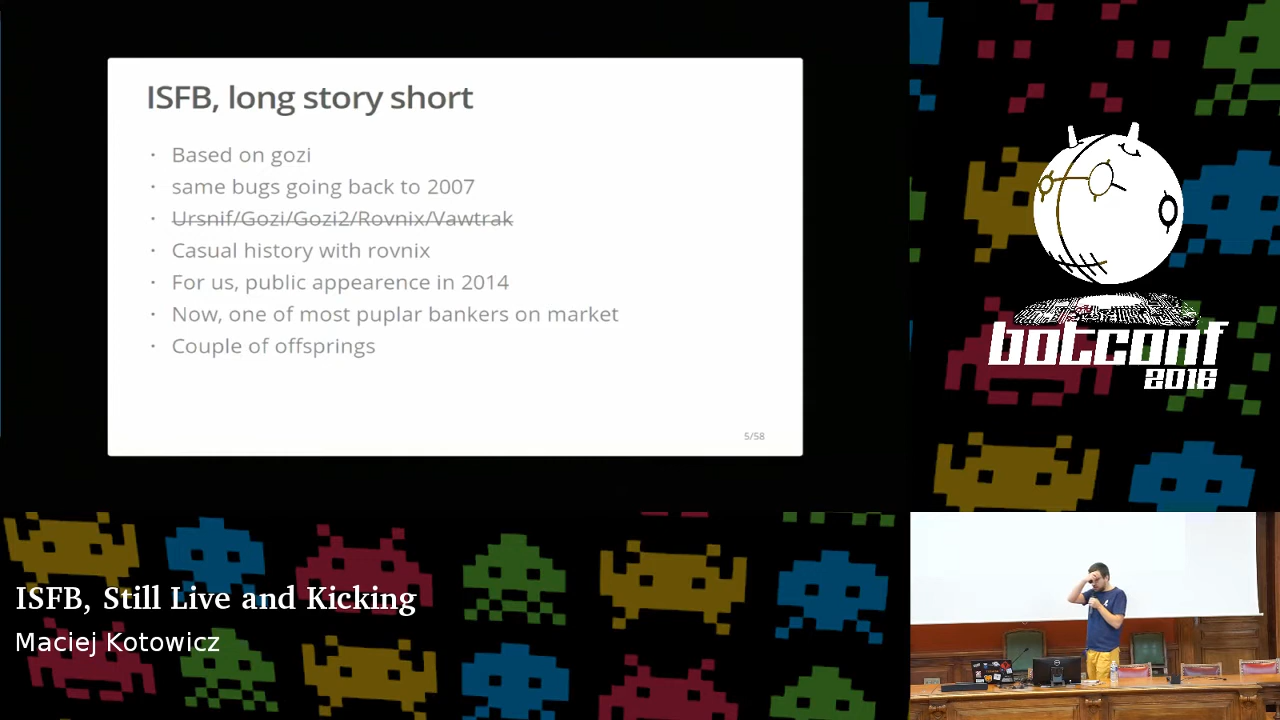 ISFB, long story short
· Based on gozi
· same bugs going back to 2007
· Ursnif/Gozi/Gozi2/Rovnix/Vawtrak
· Casual history with rovnix
· For us, public appearence in 2014
· Now, one of most puplar bankers on market
· Couple of offsprings
5/58
botconf
2016
ISFB, Still Live and Kicking
Maciej Kotowicz